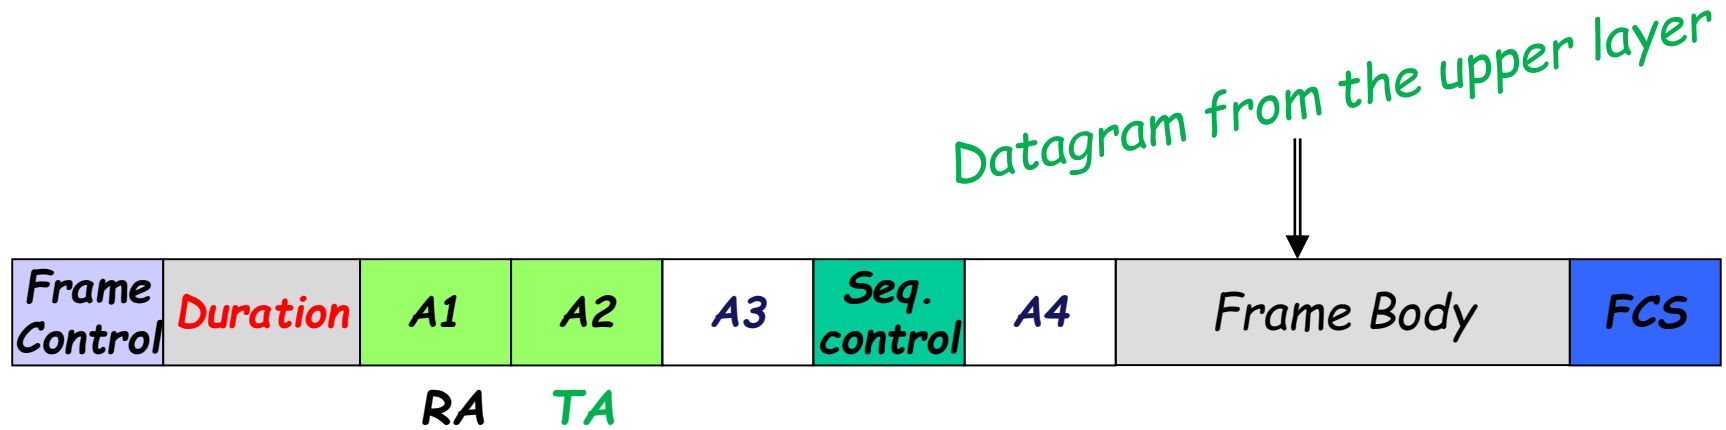 Datagram from the upper layer
Frame
Control
Duration
A1
A2
A3
Seq.
control
A4
Frame Body
FCS
RA
TA